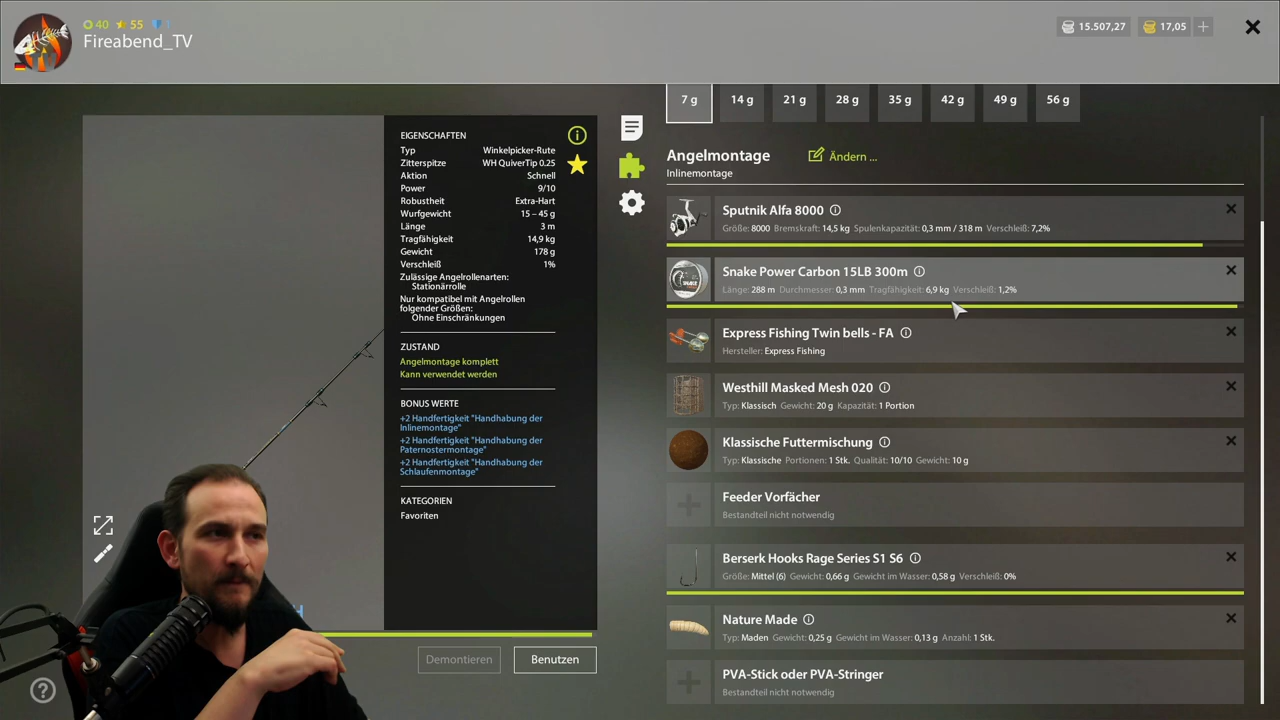 40 55
Fireabend_TV
15.507,27 17,05
EIGENSCHAFTEN
Typ Winkelpicker-Rute
Zitterspitze WH QuiverTip 0.25
Aktion Schnell
Power 9/10
Robustheit Extra-Hart
Wurfgewicht 15 – 45 g
Länge 3 m
Tragfähigkeit 14,9 kg
Gewicht 178 g
Verschleiß 1%
Zulässige Angelrollenarten:
Stationärrolle
Nur kompatibel mit Angelrollen
folgender Größen:
Ohne Einschränkungen
ZUSTAND
Angelmontage komplett
Kann verwendet werden
BONUS WERTE
+2 Handfertigkeit "Handhabung der
Inlinemontage"
+2 Handfertigkeit "Handhabung der
Paternostermontage"
+2 Handfertigkeit "Handhabung der
Schlaufenmontage"
KATEGORIEN
Favoriten
Demontieren Benutzen
7 g 14 g 21 g 28 g 35 g 42 g 49 g 56 g
Angelmontage Ändern ...
Inlinemontage
Sputnik Alfa 8000
Größe: 8000 Bremskraft: 14,5 kg Spulenkapazität: 0,3 mm / 318 m Verschleiß: 7,2%
Snake Power Carbon 15LB 300m
Länge: 288 m Durchmesser: 0,3 mm Tragfähigkeit: 6,9 kg Verschleiß: 1,2%
Express Fishing Twin bells - FA
Hersteller: Express Fishing
Westhill Masked Mesh 020
Typ: Klassisch Gewicht: 20 g Kapazität: 1 Portion
Klassische Futtermischung
Typ: Klassische Portionen: 1 Stk. Qualität: 10/10 Gewicht: 10 g
Feeder Vorfächer
Bestandteil nicht notwendig
Berserk Hooks Rage Series S1 S6
Größe: Mittel (6) Gewicht: 0,66 g Gewicht im Wasser: 0,58 g Verschleiß: 0%
Nature Made
Typ: Maden Gewicht: 0,25 g Gewicht im Wasser: 0,13 g Anzahl: 1 Stk.
PVA-Stick oder PVA-Stringer
Bestandteil nicht notwendig